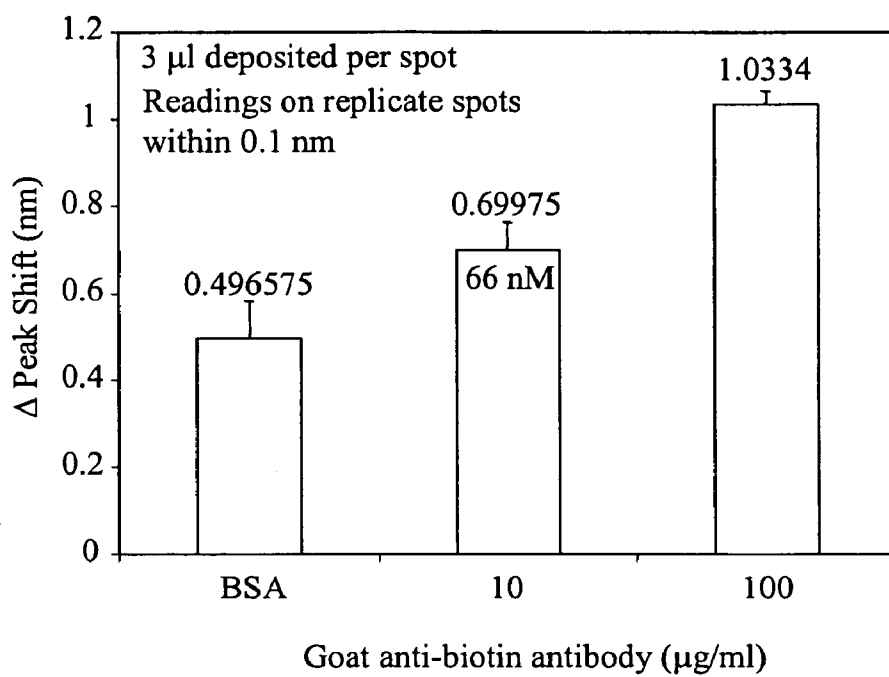 3 µl deposited per spot
Readings on replicate spots
within 0.1 nm
1.0334
0.69975
0.496575
66 nM
Δ Peak Shift (nm)
1.2
1
0.8
0.6
0.4
0.2
0
BSA
10
100
Goat anti-biotin antibody (µg/ml)